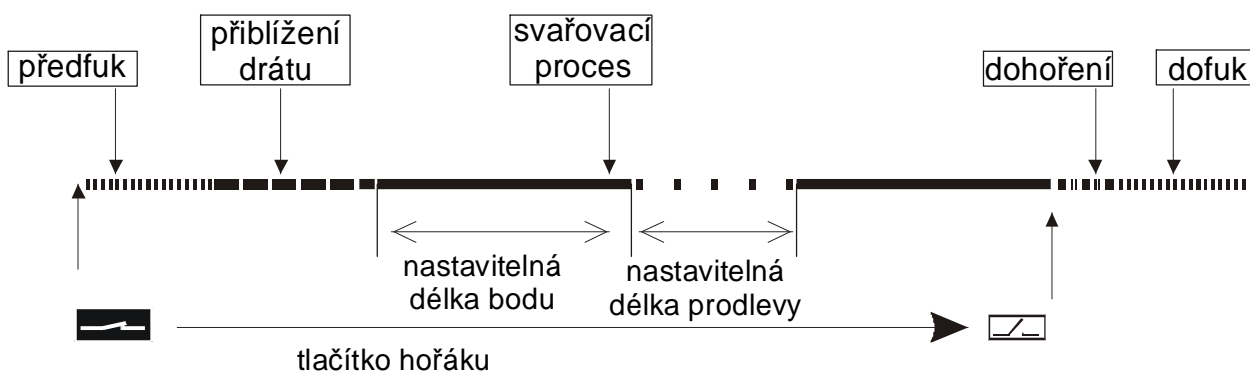 předfuk
přiblížení
drátu
svařovací
proces
dohoření
dofuk
nastavitelná
délka bodu
nastavitelná
délka prodlevy
tlačítko hořáku